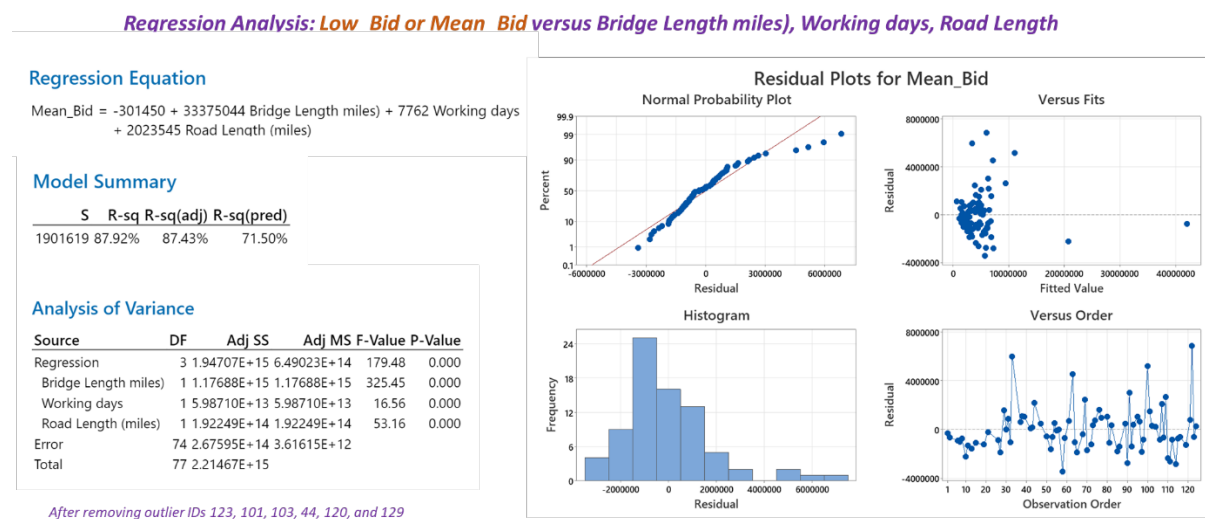 Regression Analysis: Low_Bid or Mean_Bid versus Bridge Length miles), Working days, Road Length
Regression Equation
Mean_Bid = -301450 + 33375044 Bridge Length miles) + 7762 Working days
+ 2023545 Road Length (miles)
Model Summary
S R-sq R-sq(adj) R-sq(pred)
1901619 87.92% 87.43% 71.50%
Analysis of Variance
Source DF Adj SS Adj MS F-Value P-Value
Regression 3 1.94707E+15 6.49023E+14 179.48 0.000
Bridge Length miles) 1 1.17688E+15 1.17688E+15 325.45 0.000
Working days 1 5.98710E+13 5.98710E+13 16.56 0.000
Road Length (miles) 1 1.92249E+14 1.92249E+14 53.16 0.000
Error 74 2.67595E+14 3.61615E+12
Total 77 2.21467E+15
After removing outlier IDs 123, 101, 103, 44, 120, and 129
Residual Plots for Mean_Bid
Normal Probability Plot
99.9
99
90
50
10
1
0.1
Percent
-6000000 -3000000 0 3000000 6000000
Residual
Versus Fits
8000000
4000000
0
-4000000
Residual
0 10000000 20000000 30000000 40000000
Fitted Value
Histogram
24
18
12
6
0
Frequency
-2000000 0 2000000 4000000 6000000
Residual
Versus Order
8000000
4000000
0
-4000000
Residual
1 10 20 30 40 50 60 70 80 90 100 110 120
Observation Order